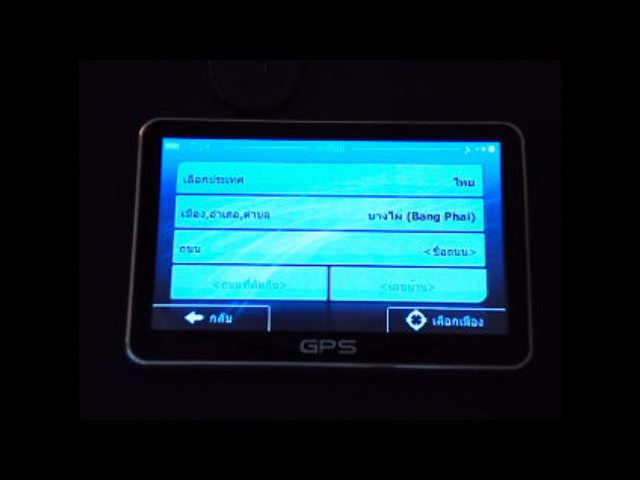 เลือกประเทศ ไทย
เมือง,อำเภอ,ตำบล บางไผ่ (Bang Phai)
ถนน <ชื่อถนน>
<ถนนที่ตัดกัน> <เลขบ้าน>
กลับ เลือกเมือง
GPS